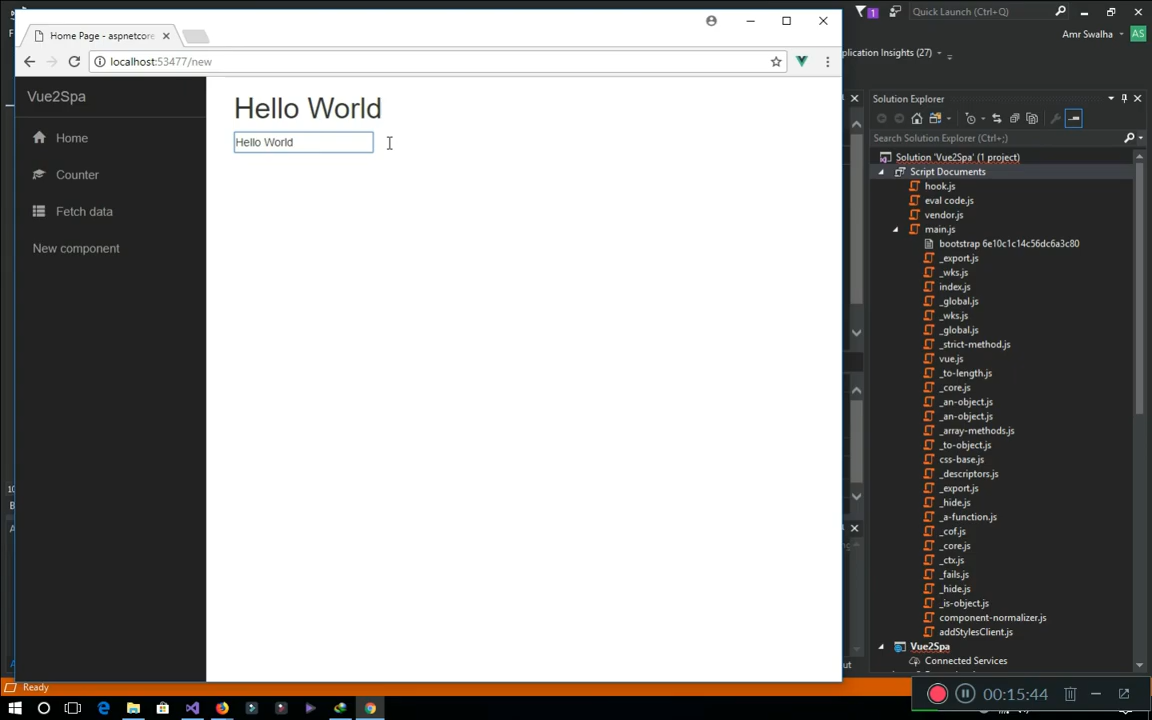 Home Page - aspnetcore
localhost:53477/new
Vue2Spa
Home
Counter
Fetch data
New component
Hello World
Hello World
1
Quick Launch (Ctrl+Q)
Amr Swalha
AS
plication Insights (27)
Solution Explorer
Search Solution Explorer (Ctrl+;)
Solution 'Vue2Spa' (1 project)
Script Documents
hook.js
eval code.js
vendor.js
main.js
bootstrap 6e10c1c14c56dc6a3c80
_export.js
_wks.js
index.js
_global.js
_wks.js
_global.js
_strict-method.js
vue.js
_to-length.js
_core.js
_an-object.js
_an-object.js
_array-methods.js
_to-object.js
css-base.js
_descriptors.js
_export.js
_hide.js
_a-function.js
_cof.js
_core.js
_ctx.js
_fails.js
_hide.js
_is-object.js
component-normalizer.js
addStylesClient.js
Vue2Spa
Connected Services
Ready
00:15:44